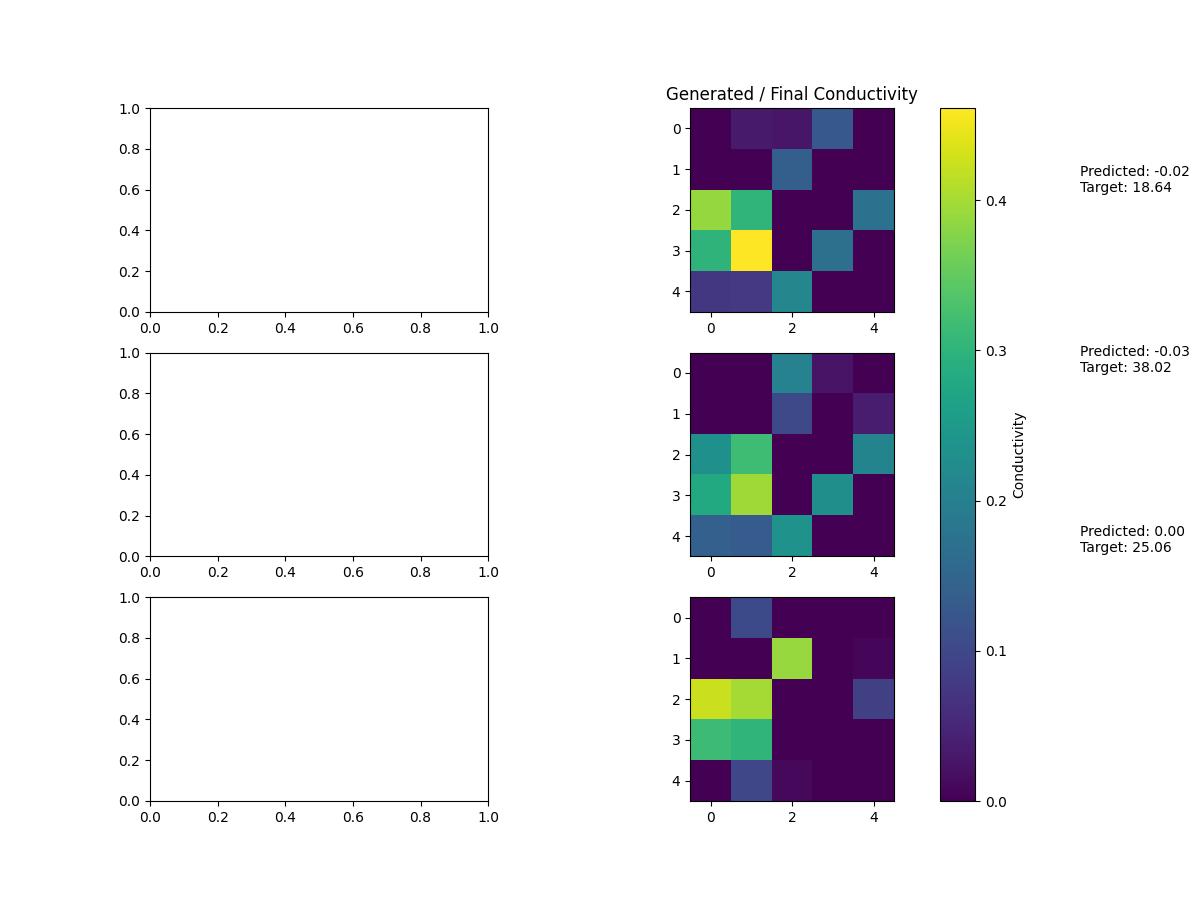 Generated / Final Conductivity
1.0
0.8
0.6
0.4
0.2
0.0
0.0 0.2 0.4 0.6 0.8 1.0
0
1
2
3
4
0 2 4
Predicted: -0.02
Target: 18.64
1.0
0.8
0.6
0.4
0.2
0.0
0.0 0.2 0.4 0.6 0.8 1.0
0
1
2
3
4
0 2 4
Predicted: -0.03
Target: 38.02
1.0
0.8
0.6
0.4
0.2
0.0
0.0 0.2 0.4 0.6 0.8 1.0
0
1
2
3
4
0 2 4
0.4
0.3
0.2
0.1
0.0
Conductivity
Predicted: 0.00
Target: 25.06